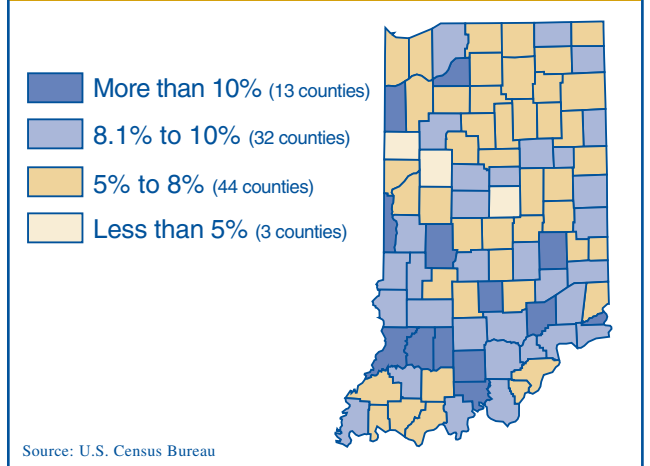 More than 10% (13 counties)
8.1% to 10% (32 counties)
5% to 8% (44 counties)
Less than 5% (3 counties)
Source: U.S. Census Bureau